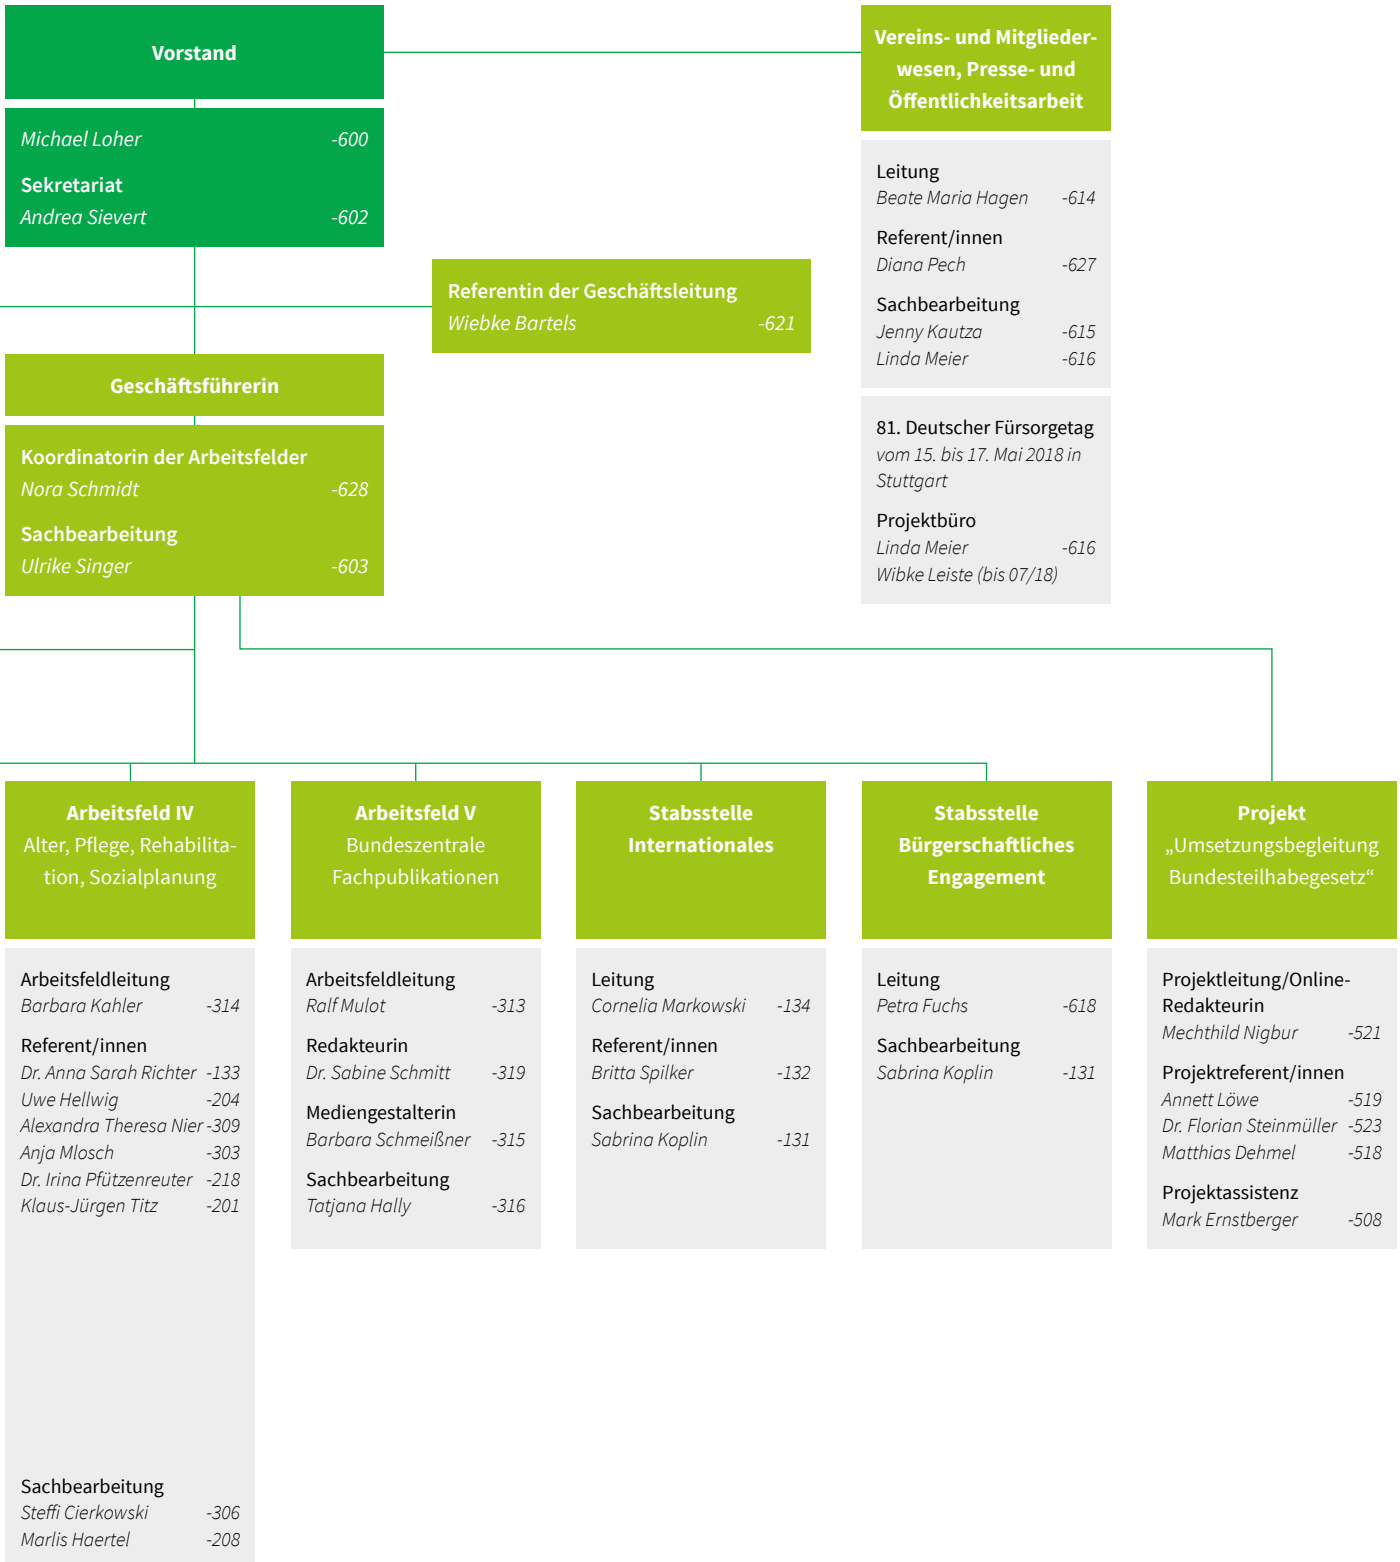 Vorstand
Michael Loher -600
Sekretariat
Andrea Sievert -602
Vereins- und Mitglieder-
wesen, Presse- und
Öffentlichkeitsarbeit
Leitung
Beate Maria Hagen -614
Referent/innen
Diana Pech -627
Sachbearbeitung
Jenny Kautza -615
Linda Meier -616
81. Deutscher Fürsorgetag
vom 15. bis 17. Mai 2018 in
Stuttgart
Projektbüro
Linda Meier -616
Wibke Leiste (bis 07/18)
Referentin der Geschäftsleitung
Wiebke Bartels -621
Geschäftsführerin
Koordinatorin der Arbeitsfelder
Nora Schmidt -628
Sachbearbeitung
Ulrike Singer -603
Arbeitsfeld IV
Alter, Pflege, Rehabilita-
tion, Sozialplanung
Arbeitsfeldleitung
Barbara Kahler -314
Referent/innen
Dr. Anna Sarah Richter -133
Uwe Hellwig -204
Alexandra Theresa Nier -309
Anja Mlosch -303
Dr. Irina Pfützenreuter -218
Klaus-Jürgen Titz -201
Sachbearbeitung
Steffi Cierkowski -306
Marlis Haertel -208
Arbeitsfeld V
Bundeszentrale
Fachpublikationen
Arbeitsfeldleitung
Ralf Mulot -313
Redakteurin
Dr. Sabine Schmitt -319
Mediengestalterin
Barbara Schmeißner -315
Sachbearbeitung
Tatjana Hally -316
Stabsstelle
Internationales
Leitung
Cornelia Markowski -134
Referent/innen
Britta Spilker -132
Sachbearbeitung
Sabrina Koplin -131
Stabsstelle
Bürgerschaftliches
Engagement
Leitung
Petra Fuchs -618
Sachbearbeitung
Sabrina Koplin -131
Projekt
„Umsetzungsbegleitung
Bundesteilhabegesetz“
Projektleitung/Online-
Redakteurin
Mechthild Nigbur -521
Projektreferent/innen
Annett Löwe -519
Dr. Florian Steinmüller -523
Matthias Dehmel -518
Projektassistenz
Mark Ernstberger -508